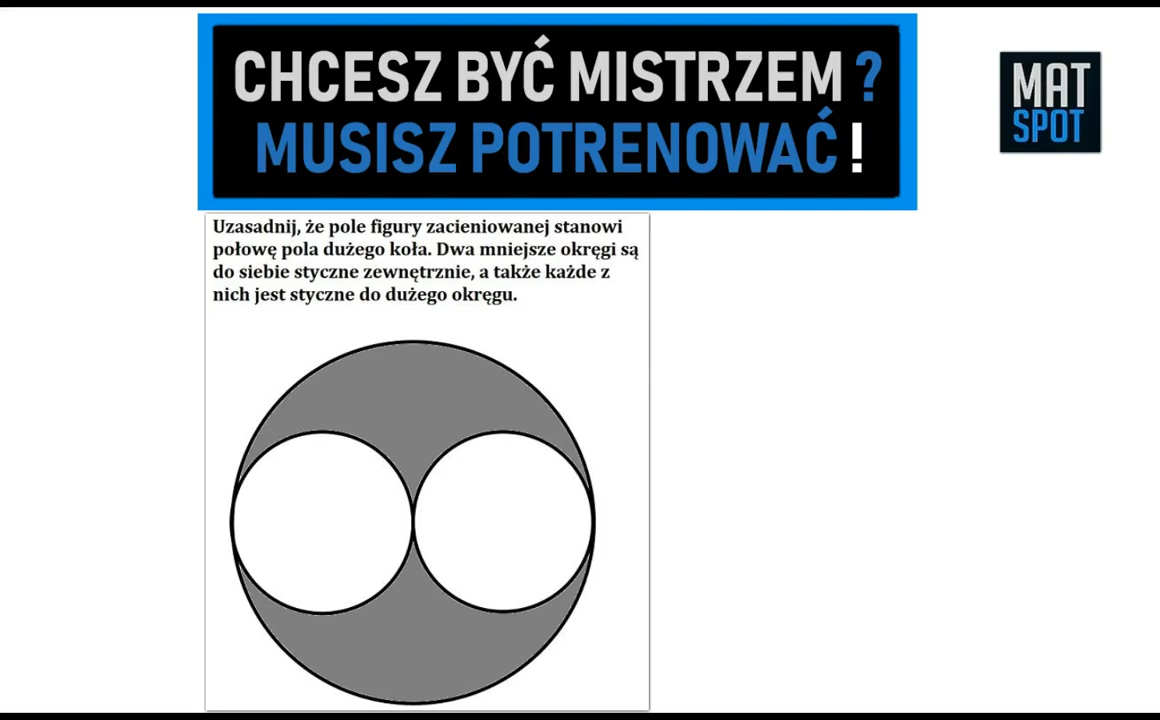 CHCESZ BYĆ MISTRZEM ?
MUSISZ POTRENOWAĆ !
MAT
SPOT
Uzasadnij, że pole figury zacieniowanej stanowi
połowę pola dużego koła. Dwa mniejsze okręgi są
do siebie styczne zewnętrznie, a także każde z
nich jest styczne do dużego okręgu.